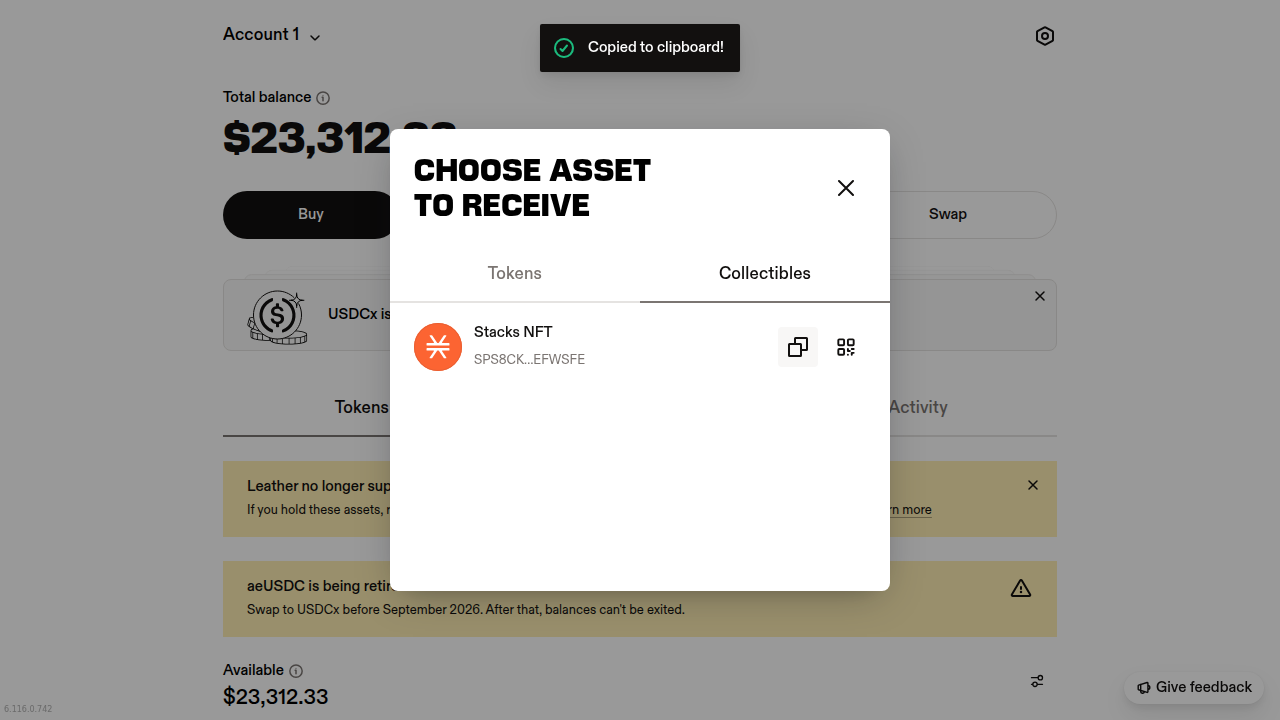 Account 1
Copied to clipboard!
Total balance
$23,312
CHOOSE ASSET
TO RECEIVE
Buy
Swap
Tokens
Collectibles
USDCx is
Stacks NFT
SPS8CK...EFWSFE
Tokens
Activity
Leather no longer sup
If you hold these assets,
more
aeUSDC is being
Swap to USDCx before September 2026. After that, balances can't be exited.
Available
$23,312.33
Give feedback
6.116.0.742